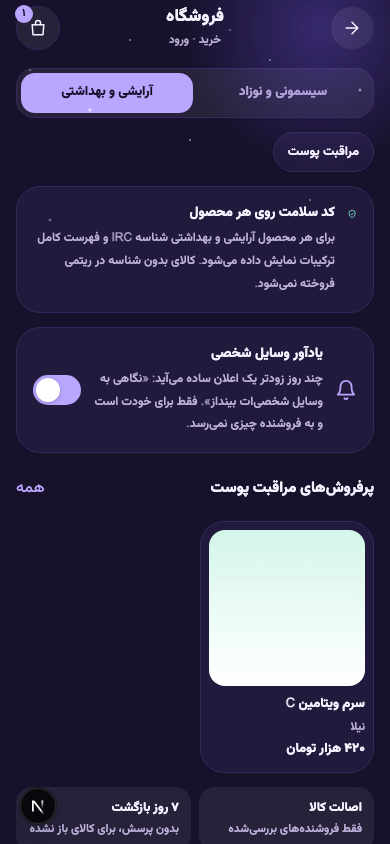 فروشگاه
۱
خرید · ورود
سیسمونی و نوزاد
آرایشی و بهداشتی
مراقبت پوست
کد سلامت روی هر محصول
برای هر محصول آرایشی و بهداشتی شناسه IRC و فهرست کامل
ترکیبات نمایش داده می‌شود. کالای بدون شناسه در ریتمی
فروخته نمی‌شود.
یادآور وسایل شخصی
چند روز زودتر یک اعلان ساده می‌آید: «نگاهی به
وسایل شخصی‌ات بینداز». فقط برای خودت است
و به فروشنده چیزی نمی‌رسد.
پرفروش‌های مراقبت پوست
همه
سرم ویتامین C
نیلا
۴۲۰ هزار تومان
اصالت کالا
فقط فروشنده‌های بررسی‌شده
۷ روز بازگشت
بدون پرسش، برای کالای باز نشده
N